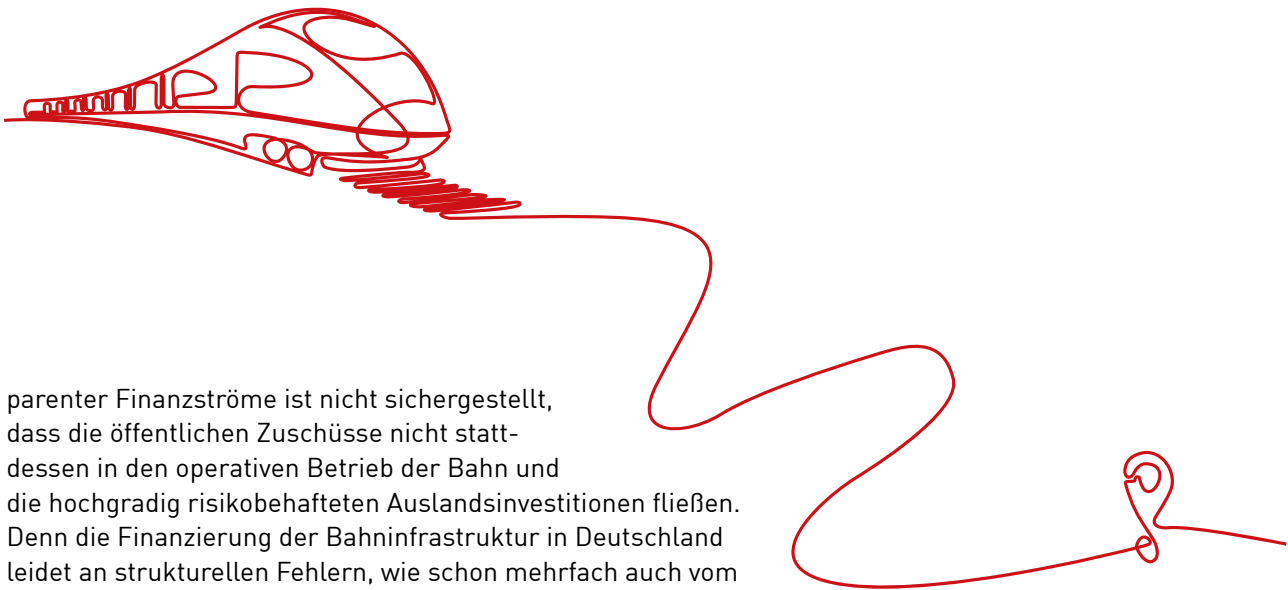 parenter Finanzströme ist nicht sichergestellt,
dass die öffentlichen Zuschüsse nicht statt-
dessen in den operativen Betrieb der Bahn und
die hochgradig risikobehafteten Auslandsinvestitionen fließen.
Denn die Finanzierung der Bahninfrastruktur in Deutschland
leidet an strukturellen Fehlern, wie schon mehrfach auch vom